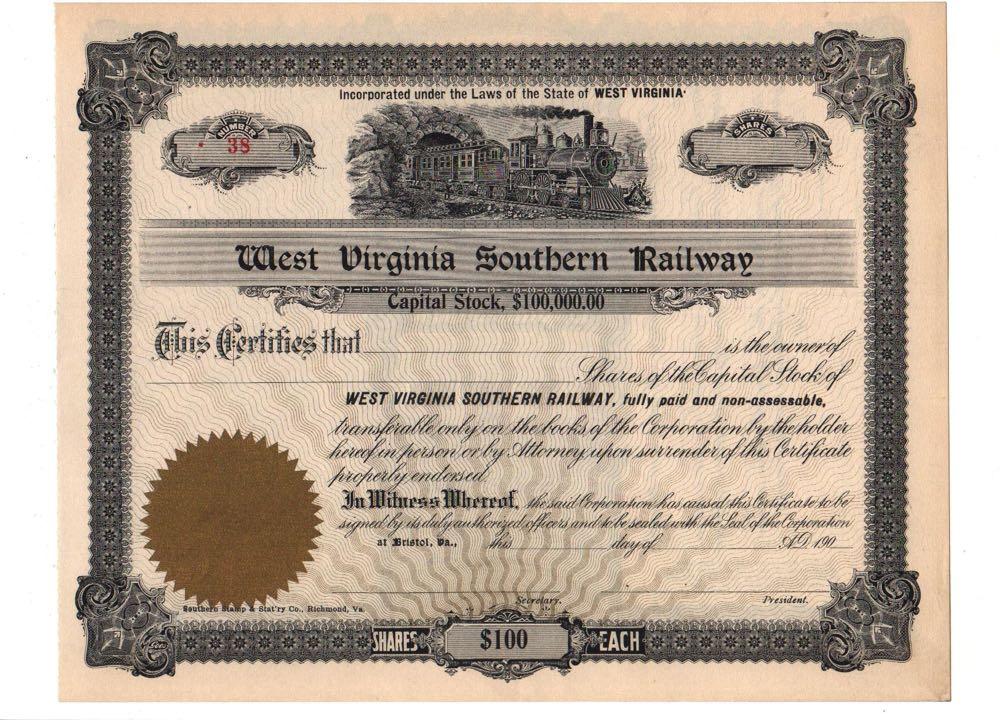 Incorporated under the Laws of the State of WEST VIRGINIA.
NUMBER
38
SHARES
West Virginia Southern Railway
Capital Stock, $100,000.00
This Certifies that is the owner of
Shares of the Capital Stock of
WEST VIRGINIA SOUTHERN RAILWAY, fully paid and non-assessable,
transferable only on the books of the Corporation by the holder
hereof in person or by Attorney upon surrender of this Certificate
properly endorsed
In Witness Whereof, the said Corporation has caused this Certificate to be
signed by its duly authorized officers and to be sealed with the Seal of the Corporation
at Bristol, Va., this day of A.D. 190
Secretary. President.
Southern Stamp & Stat'ry Co., Richmond, Va.
SHARES $100 EACH